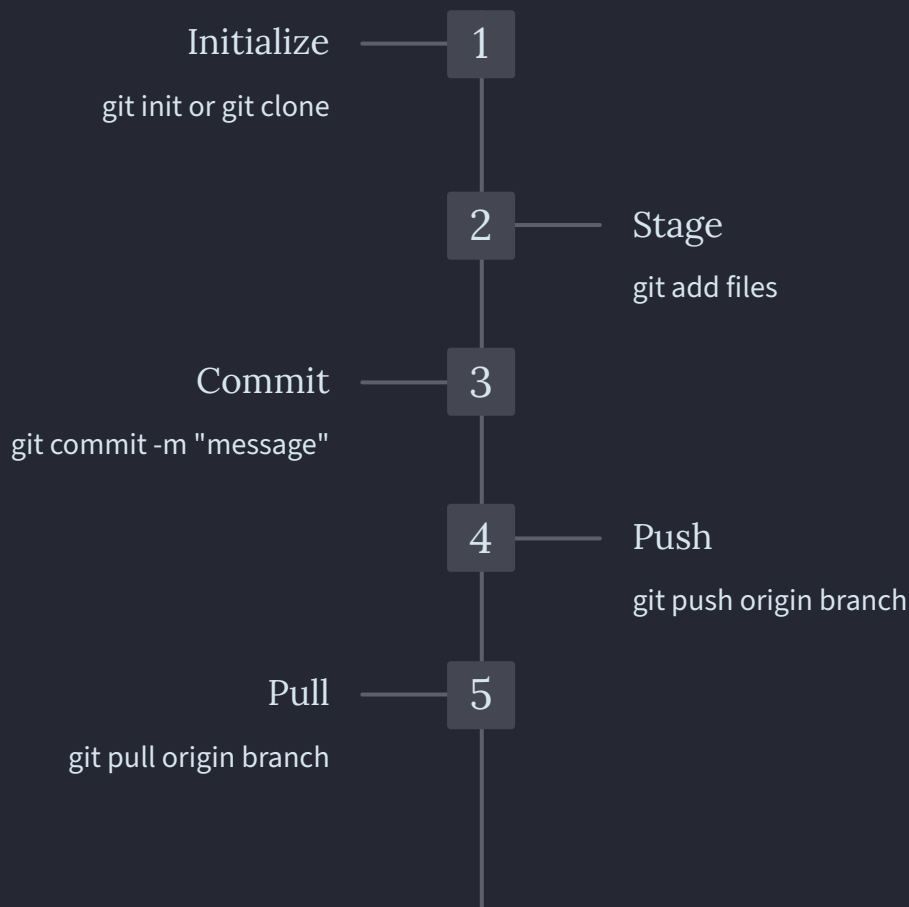 Initialize
1
git init or git clone
2
Stage
git add files
Commit
3
git commit -m "message"
4
Push
git push origin branch
Pull
5
git pull origin branch